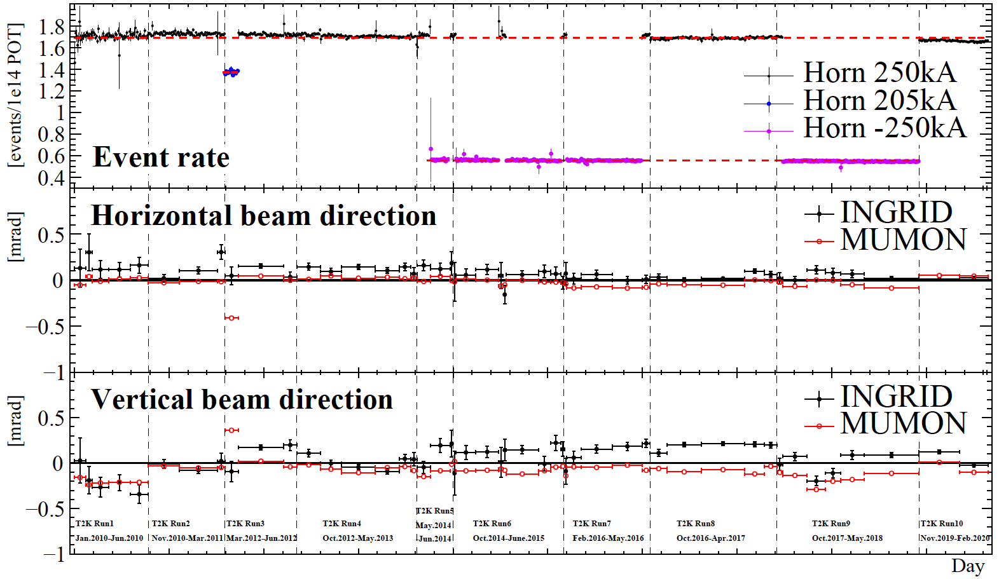 [events/1e14 POT]
1.8
1.6
1.4
1.2
1
0.8
0.6
0.4
Event rate
Horn 250kA
Horn 205kA
Horn -250kA
[mrad]
0.5
0
−0.5
−1
Horizontal beam direction
INGRID
MUMON
[mrad]
0.5
0
−0.5
−1
Vertical beam direction
INGRID
MUMON
T2K Run1
Jan.2010-Jun.2010
T2K Run2
Nov.2010-Mar.2011
T2K Run3
Mar.2012-Jun.2012
T2K Run4
Oct.2012-May.2013
T2K Run5
May.2014
-Jun.2014
T2K Run6
Oct.2014-June.2015
T2K Run7
Feb.2016-May.2016
T2K Run8
Oct.2016-Apr.2017
T2K Run9
Oct.2017-May.2018
T2K Run10
Nov.2019-Feb.2020
Day